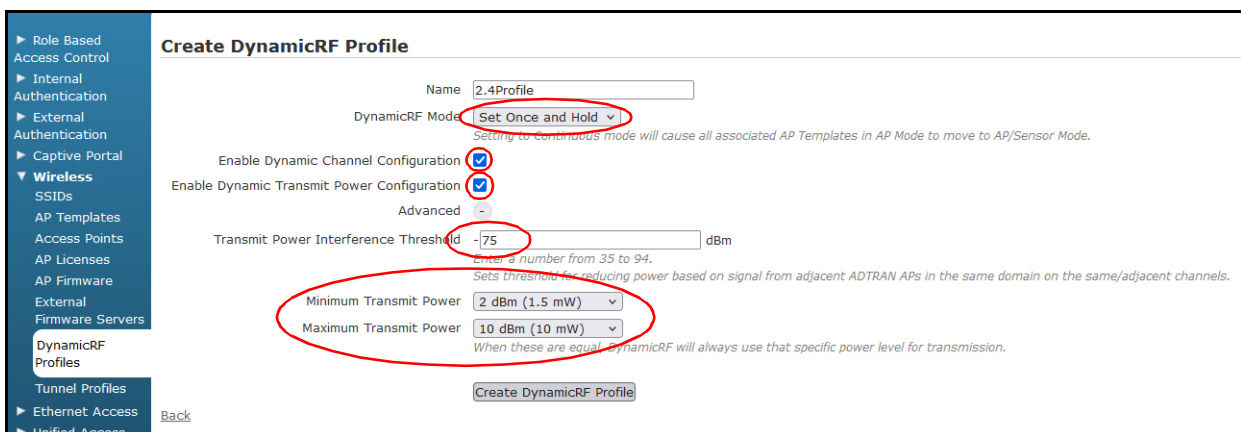 ▶ Role Based
Access Control
▶ Internal
Authentication
▶ External
Authentication
▶ Captive Portal
▼ Wireless
SSIDs
AP Templates
Access Points
AP Licenses
AP Firmware
External
Firmware Servers
DynamicRF
Profiles
Tunnel Profiles
▶ Ethernet Access
▶ Unified Access
Create DynamicRF Profile
Name 2.4Profile
DynamicRF Mode Set Once and Hold
Setting to Continuous mode will cause all associated AP Templates in AP Mode to move to AP/Sensor Mode.
Enable Dynamic Channel Configuration
Enable Dynamic Transmit Power Configuration
Advanced -
Transmit Power Interference Threshold -75 dBm
Enter a number from 35 to 94.
Sets threshold for reducing power based on signal from adjacent ADTRAN APs in the same domain on the same/adjacent channels.
Minimum Transmit Power 2 dBm (1.5 mW)
Maximum Transmit Power 10 dBm (10 mW)
When these are equal, DynamicRF will always use that specific power level for transmission.
Create DynamicRF Profile
Back